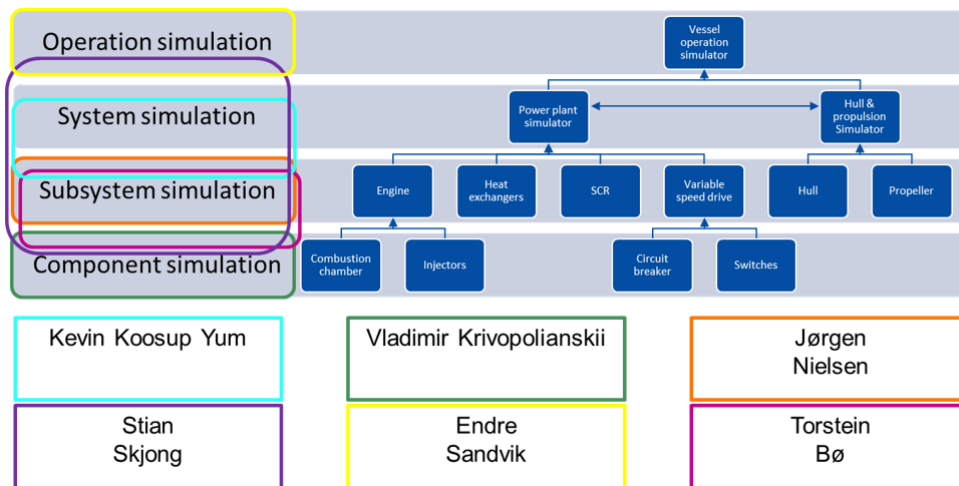 Operation simulation
Vessel
operation
simulator
System simulation
Power plant
simulator
Hull &
propulsion
Simulator
Subsystem simulation
Engine
Heat
exchangers
SCR
Variable
speed drive
Hull
Propeller
Component simulation
Combustion
chamber
Injectors
Circuit
breaker
Switches
Kevin Koosup Yum
Vladimir Krivopolianskii
Jørgen
Nielsen
Stian
Skjong
Endre
Sandvik
Torstein
Bø